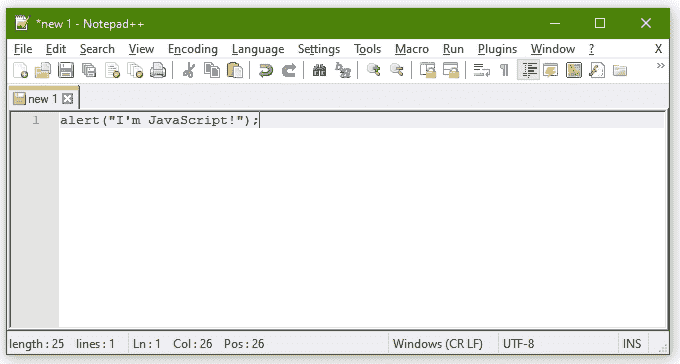 *new 1 - Notepad++
File Edit Search View Encoding Language Settings Tools Macro Run Plugins Window ? X
new 1
1 alert("I'm JavaScript!");
length : 25 lines : 1 Ln : 1 Col : 26 Pos : 26 Windows (CR LF) UTF-8 INS